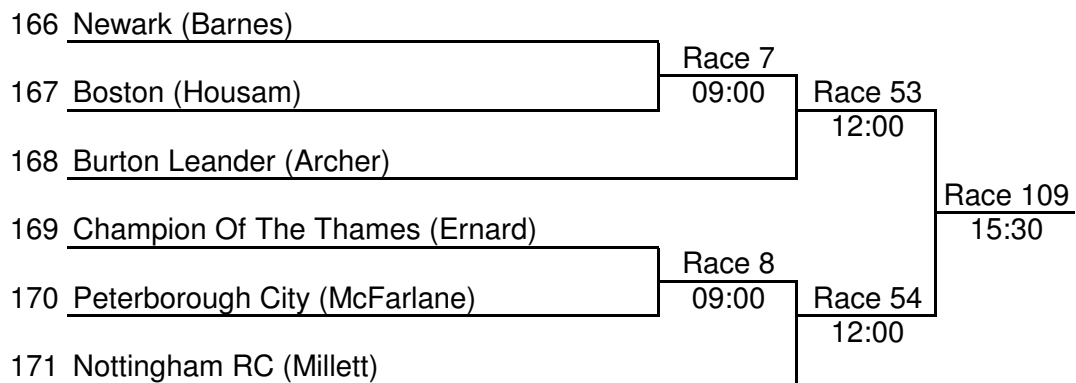 166 Newark (Barnes)
Race 7
167 Boston (Housam)
09:00
Race 53
12:00
168 Burton Leander (Archer)
Race 109
169 Champion Of The Thames (Ernard)
15:30
Race 8
170 Peterborough City (McFarlane)
09:00
Race 54
12:00
171 Nottingham RC (Millett)